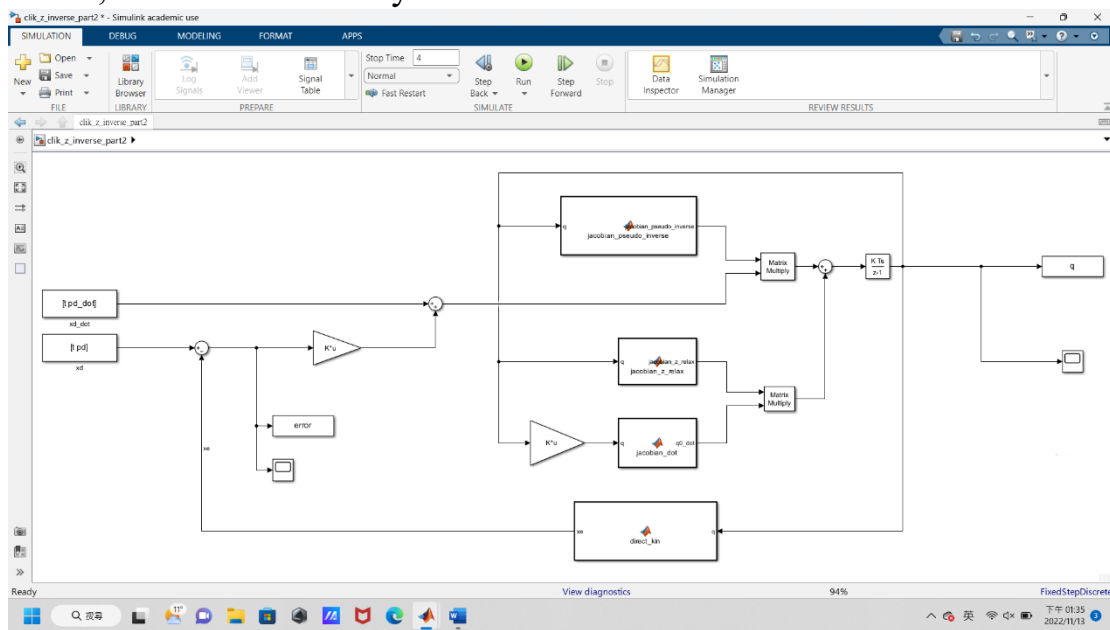 clik_z_inverse_part2 * - Simulink academic use
SIMULATION DEBUG MODELING FORMAT APPS
New
Open
Save
Print
FILE
Library Browser
LIBRARY
Log Signals
Add Viewer
Signal Table
PREPARE
Stop Time 4
Normal
Fast Restart
Step Back
Run
Step Forward
Stop
SIMULATE
Data Inspector
Simulation Manager
REVIEW RESULTS
clik_z_inverse_part2
clik_z_inverse_part2
q
jacobian_pseudo_inverse
jacobian_pseudo_inverse
Matrix
Multiply
K Ts
z-1
q
[t pd_dot]
xd_dot
[t pd]
xd
K*u
q
jacobian_z_relax
jacobian_z_relax
Matrix
Multiply
error
K*u
q
q0_dot
jacobian_dot
xe
xe
q
direct_kin
Ready
View diagnostics
94%
FixedStepDiscrete
搜尋
11°
英
下午 01:35
2022/11/13
3